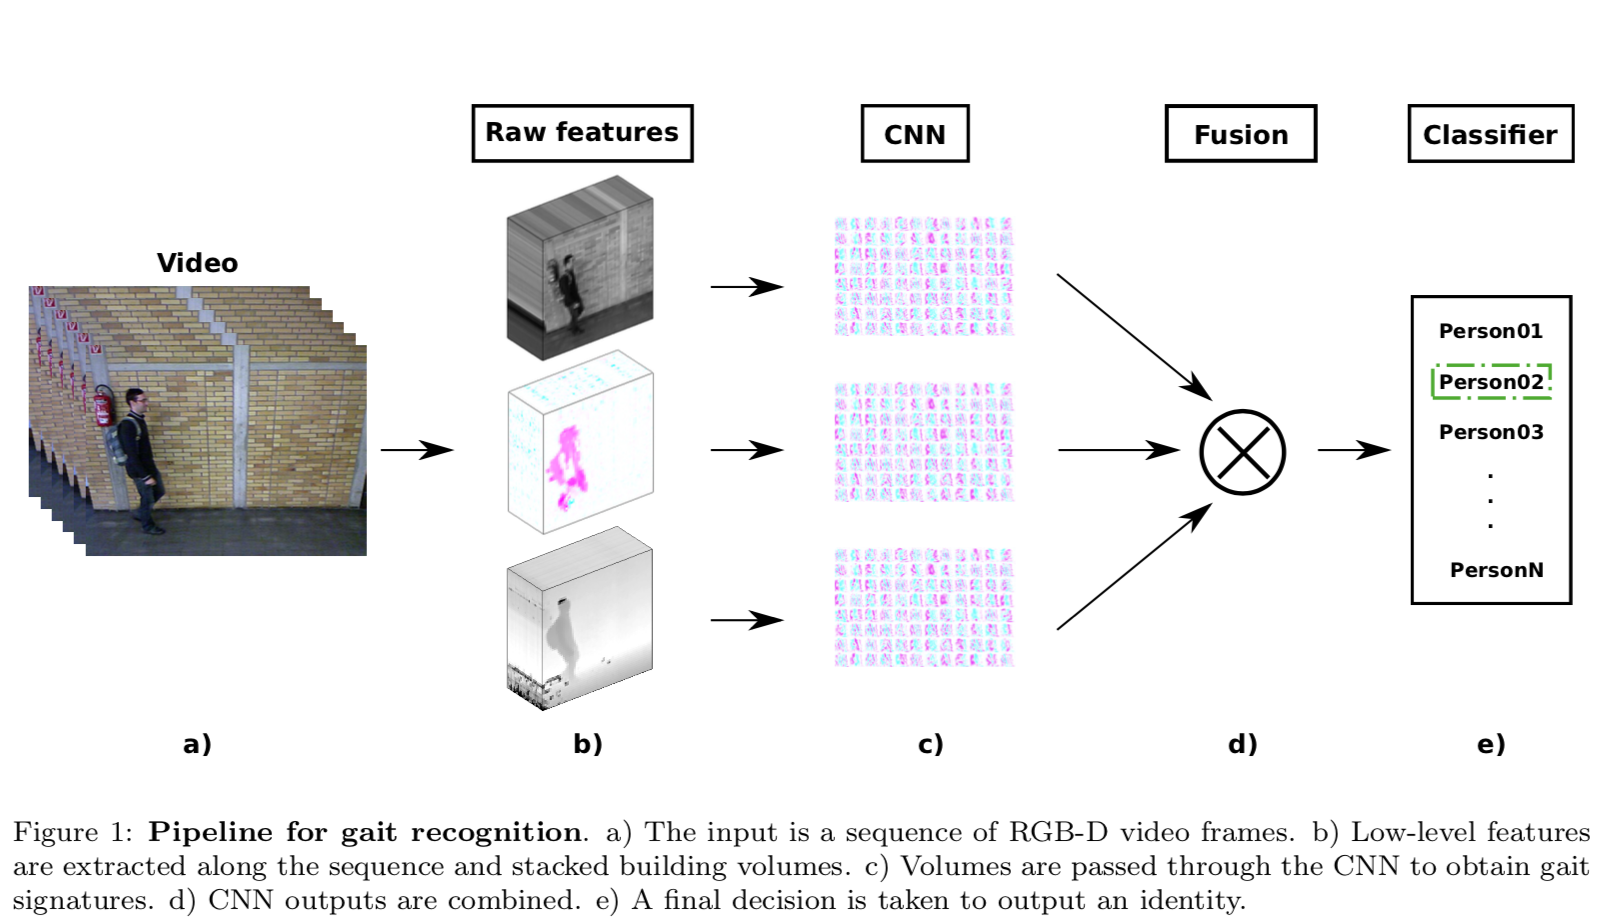 Raw features
CNN
Fusion
Classifier
Video
Person01
Person02
Person03
.
.
.
PersonN
a)
b)
c)
d)
e)
Figure 1: Pipeline for gait recognition. a) The input is a sequence of RGB-D video frames. b) Low-level features
are extracted along the sequence and stacked building volumes. c) Volumes are passed through the CNN to obtain gait
signatures. d) CNN outputs are combined. e) A final decision is taken to output an identity.